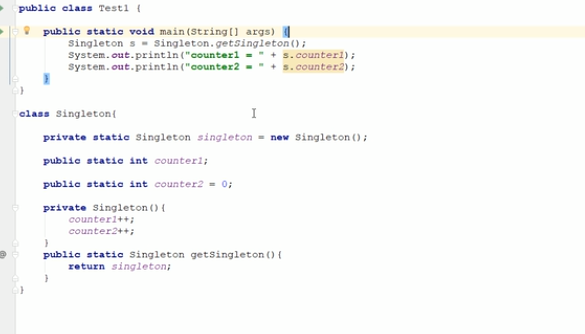 public class Test1 {
public static void main(String[] args) {
Singleton s = Singleton.getSingleton();
System.out.println("counter1 = " + s.counter1);
System.out.println("counter2 = " + s.counter2);
}
}
class Singleton{
private static Singleton singleton = new Singleton();
public static int counter1;
public static int counter2 = 0;
private Singleton(){
counter1++;
counter2++;
}
@ public static Singleton getSingleton(){
return singleton;
}
}